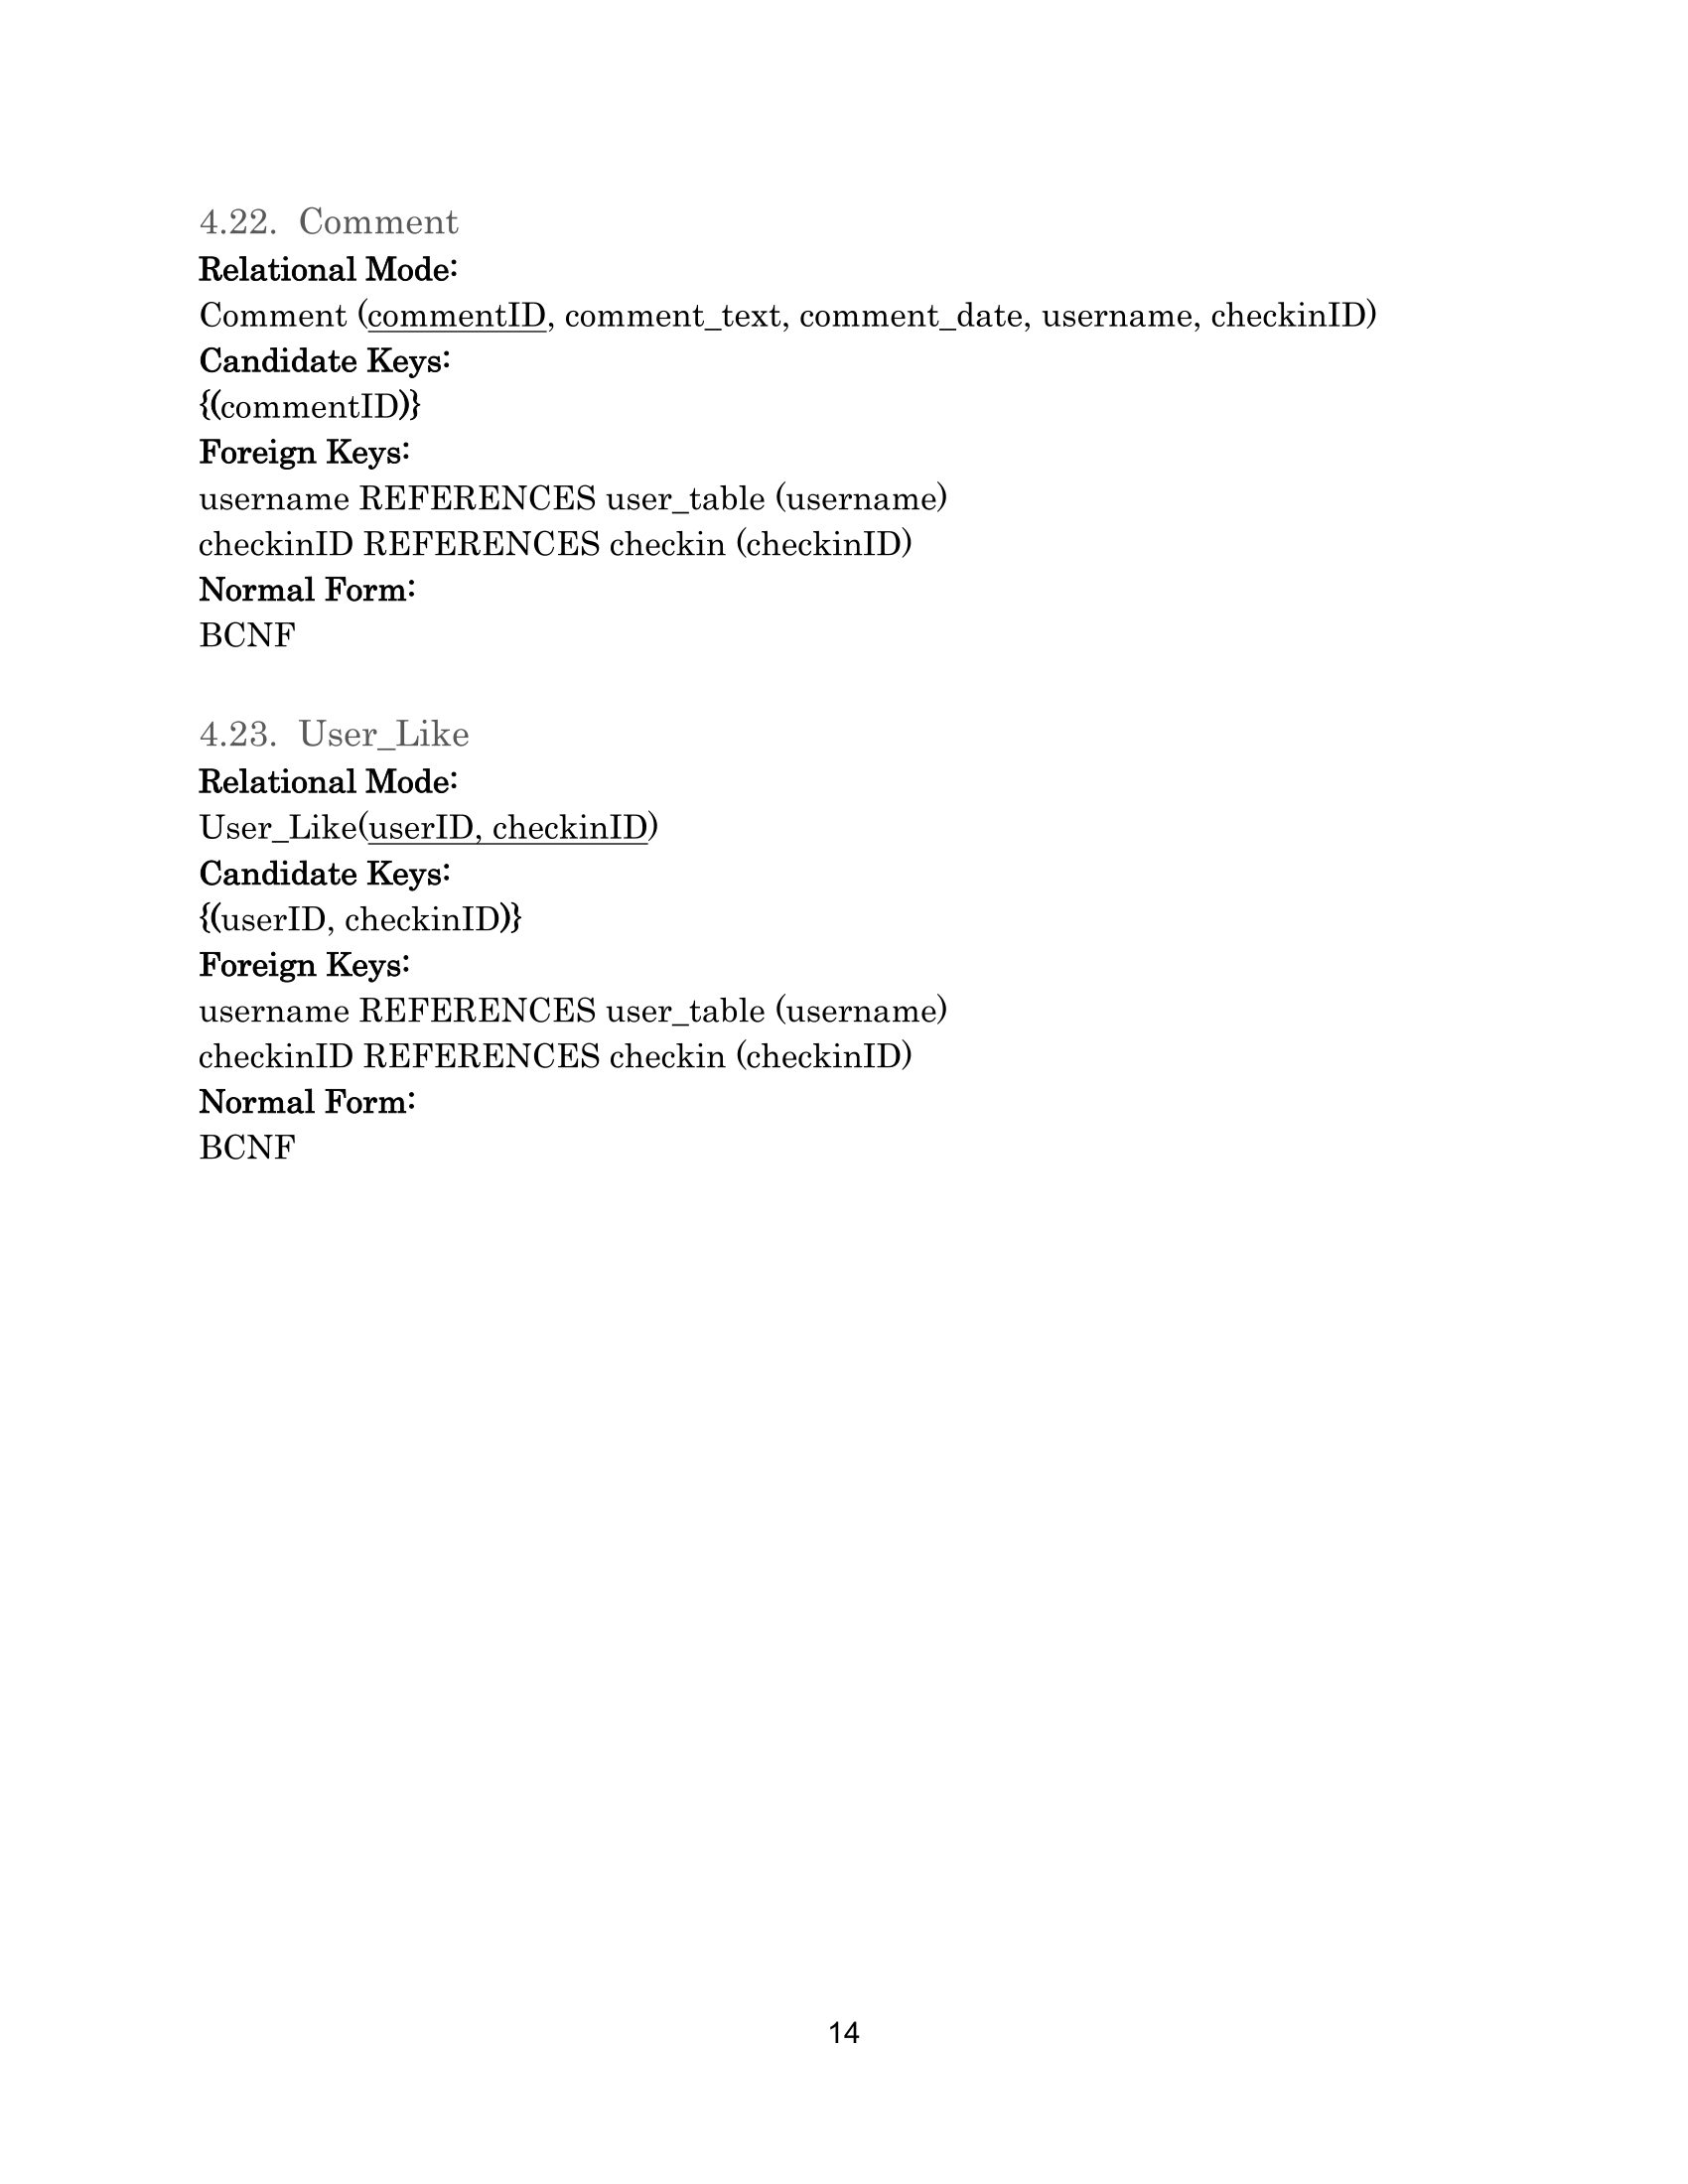 4.22. Comment
Relational Mode:
Comment (commentID, comment_text, comment_date, username, checkinID)
Candidate Keys:
{(commentID)}
Foreign Keys:
username REFERENCES user_table (username)
checkinID REFERENCES checkin (checkinID)
Normal Form:
BCNF
4.23. User_Like
Relational Mode:
User_Like(userID, checkinID)
Candidate Keys:
{(userID, checkinID)}
Foreign Keys:
username REFERENCES user_table (username)
checkinID REFERENCES checkin (checkinID)
Normal Form:
BCNF
14